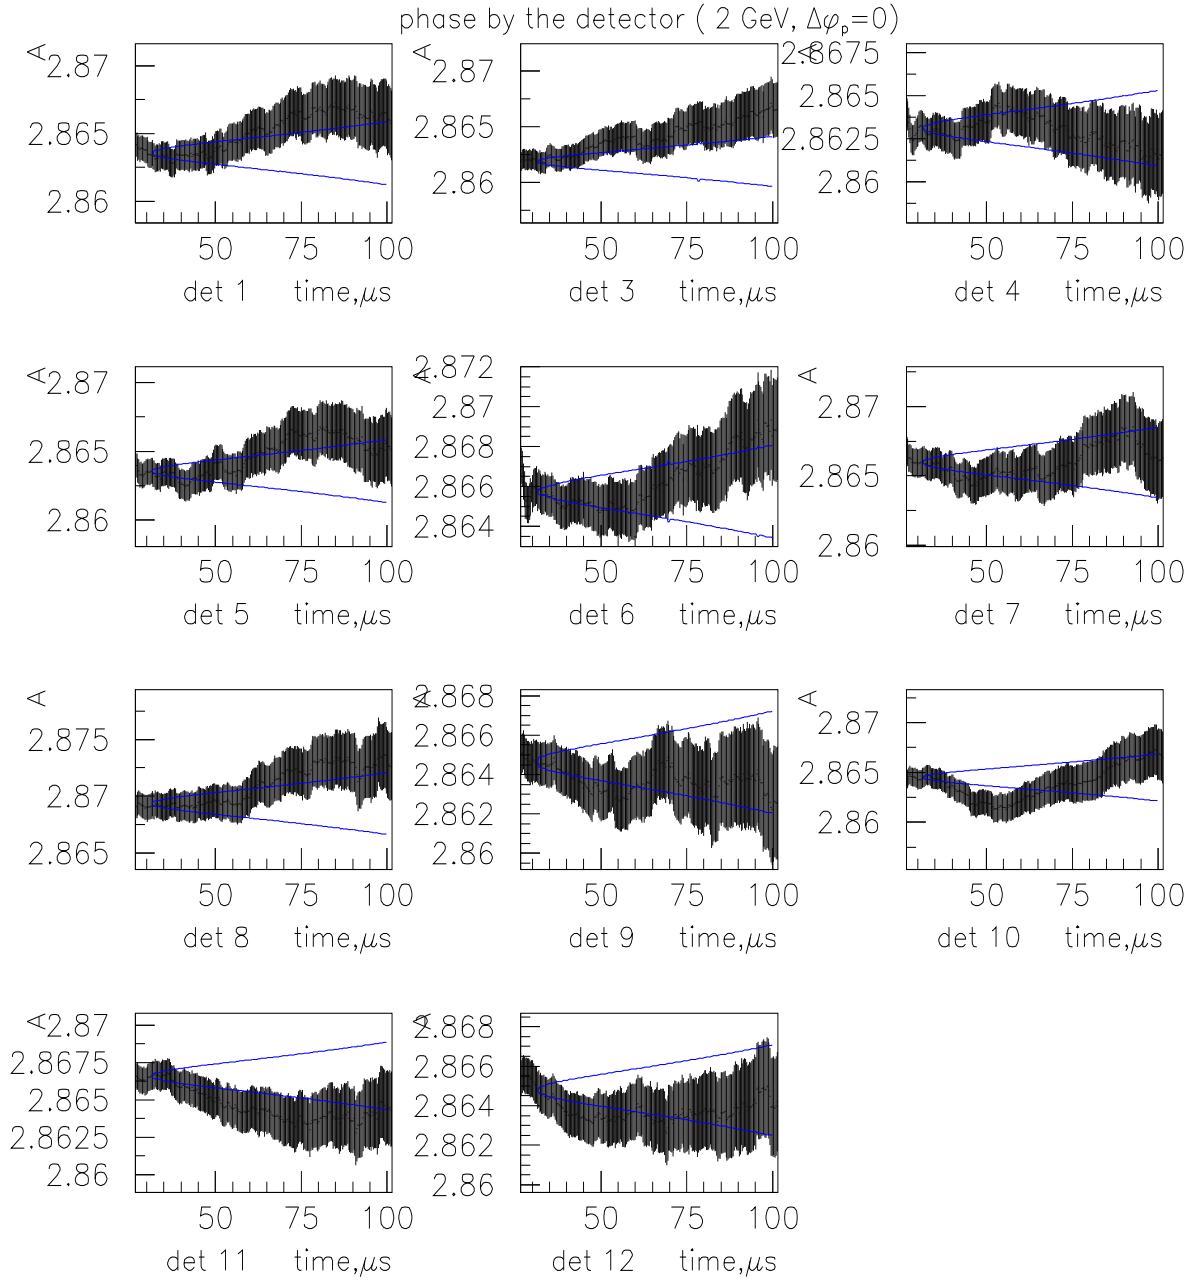 phase by the detector ( 2 GeV, Δφp=0)
A 2.87 2.865 2.86
50 75 100
det 1 time,μs
A 2.87 2.865 2.86
50 75 100
det 3 time,μs
A 2.8675 2.865 2.8625 2.86
50 75 100
det 4 time,μs
A 2.87 2.865 2.86
50 75 100
det 5 time,μs
A 2.872 2.87 2.868 2.866 2.864
50 75 100
det 6 time,μs
A 2.87 2.865 2.86
50 75 100
det 7 time,μs
A 2.875 2.87 2.865
50 75 100
det 8 time,μs
A 2.868 2.866 2.864 2.862 2.86
50 75 100
det 9 time,μs
A 2.87 2.865 2.86
50 75 100
det 10 time,μs
A 2.87 2.8675 2.865 2.8625 2.86
50 75 100
det 11 time,μs
A 2.868 2.866 2.864 2.862 2.86
50 75 100
det 12 time,μs